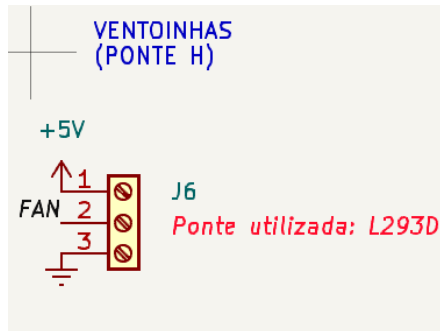 VENTOINHAS
(PONTE H)
+5V
1
J6
FAN 2
Ponte utilizada: L293D
3